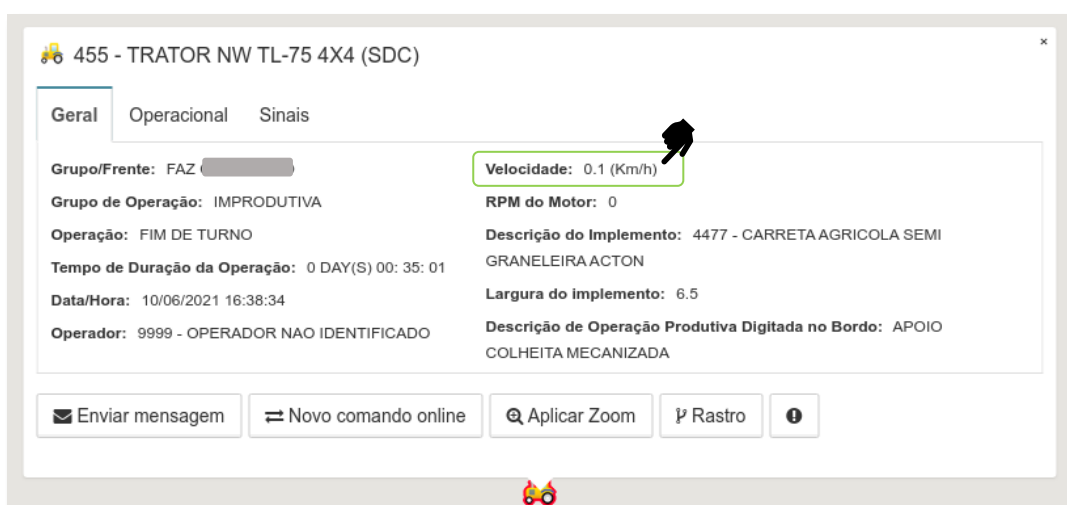 455 - TRATOR NW TL-75 4X4 (SDC)
×
Geral Operacional Sinais
Grupo/Frente: FAZ (
Grupo de Operação: IMPRODUTIVA
Operação: FIM DE TURNO
Tempo de Duração da Operação: 0 DAY(S) 00: 35: 01
Data/Hora: 10/06/2021 16:38:34
Operador: 9999 - OPERADOR NAO IDENTIFICADO
Velocidade: 0.1 (Km/h)
RPM do Motor: 0
Descrição do Implemento: 4477 - CARRETA AGRICOLA SEMI
GRANELEIRA ACTON
Largura do implemento: 6.5
Descrição de Operação Produtiva Digitada no Bordo: APOIO
COLHEITA MECANIZADA
Enviar mensagem Novo comando online Aplicar Zoom Rastro